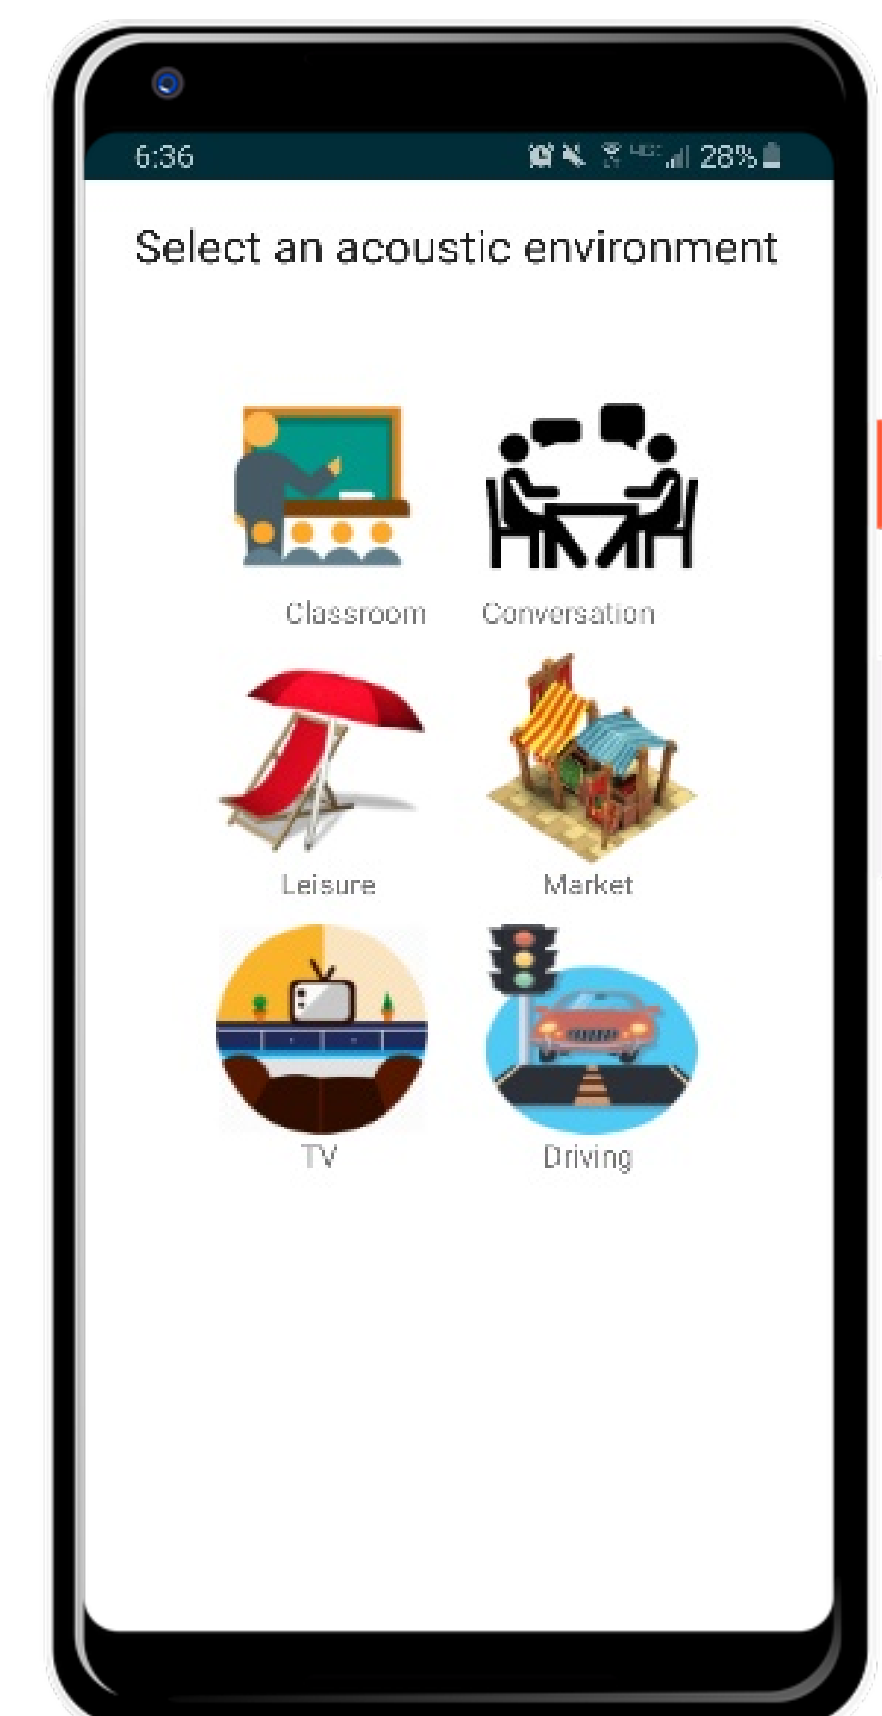 6:36 28%
Select an acoustic environment
Classroom Conversation
Leisure Market
TV Driving